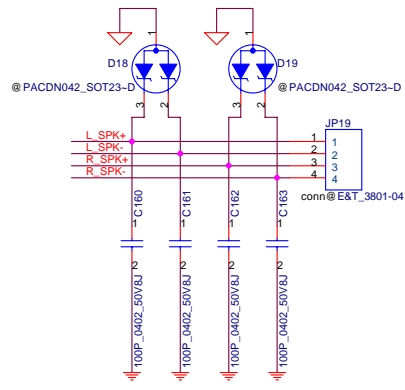 1
1
D18
D19
@PACDN042_SOT23~D
@PACDN042_SOT23~D
3
2
3
2
JP19
L_SPK+
1
1
L_SPK-
2
2
R_SPK+
3
3
R_SPK-
4
4
conn@E&T_3801-04
C160
C161
C162
C163
1
1
1
1
2
2
2
2
100P_0402_50V8J
100P_0402_50V8J
100P_0402_50V8J
100P_0402_50V8J